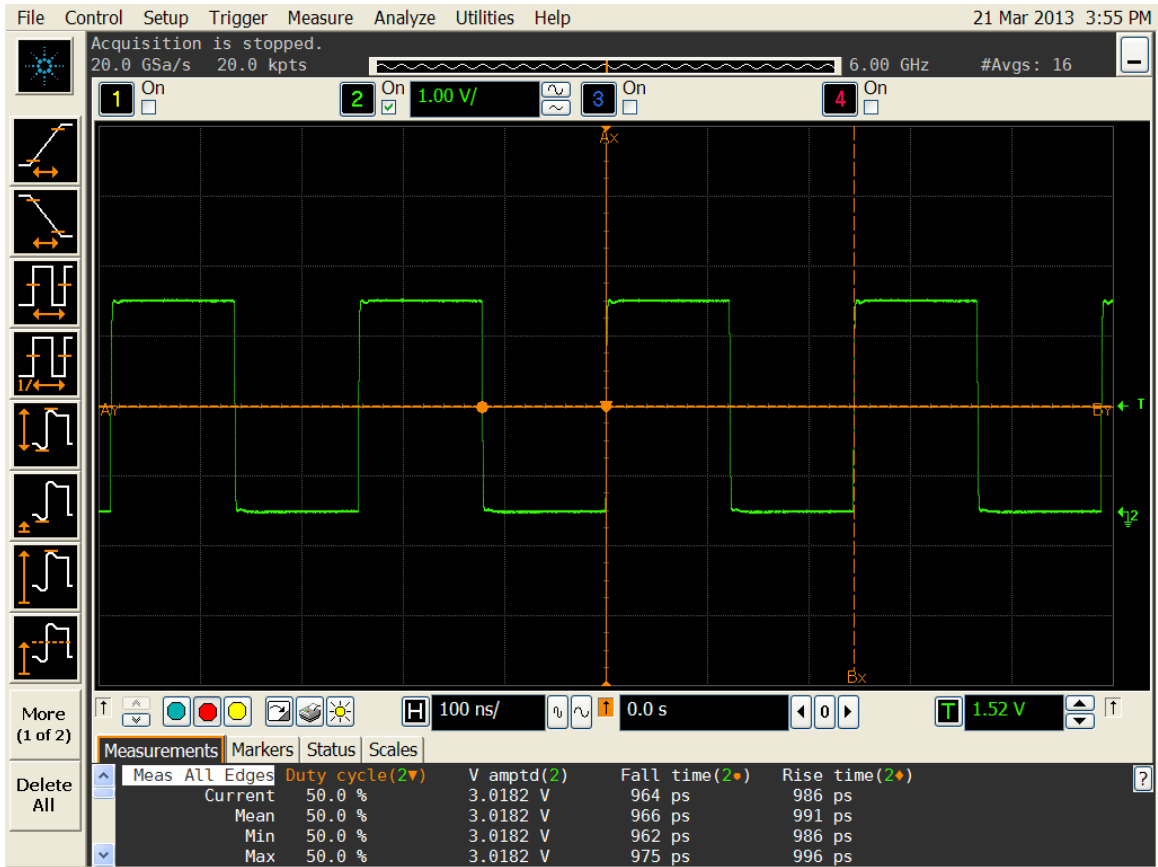 File Control Setup Trigger Measure Analyze Utilities Help 21 Mar 2013 3:55 PM
Acquisition is stopped.
20.0 GSa/s 20.0 kpts 6.00 GHz #Avgs: 16
1 On 2 On 1.00 V/ 3 On 4 On
Ax
AY BY T
1/
2
Bx
More
(1 of 2)
H 100 ns/ 0.0 s 0 T 1.52 V
Measurements Markers Status Scales
Delete
All
Meas All Edges Duty cycle(2▼) V amptd(2) Fall time(2●) Rise time(2♦) ?
Current 50.0 % 3.0182 V 964 ps 986 ps
Mean 50.0 % 3.0182 V 966 ps 991 ps
Min 50.0 % 3.0182 V 962 ps 986 ps
Max 50.0 % 3.0182 V 975 ps 996 ps